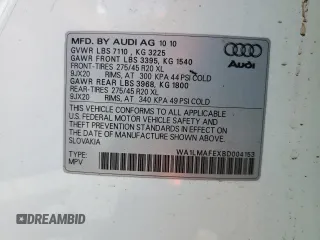 MFD. BY AUDI AG 10 10
GVWR LBS 7110 , KG 3225
GAWR FRONT LBS 3395, KG 1540
FRONT-TIRES 275/45 R20 XL
9JX20 RIMS, AT 300 KPA 44 PSI COLD
GAWR REAR LBS 3968, KG 1800
REAR-TIRES 275/45 R20 XL
9JX20 RIMS, AT 340 KPA 49 PSI COLD
Audi
THIS VEHICLE CONFORMS TO ALL APPLICABLE
U.S. FEDERAL MOTOR VEHICLE SAFETY STANDARDS
IN EFFECT ON THE DATE OF MANUFACTURE SHOWN ABOVE
SLOVAKIA
TYPE: WA1LMAFEXBD004153
MPV
DREAMBID